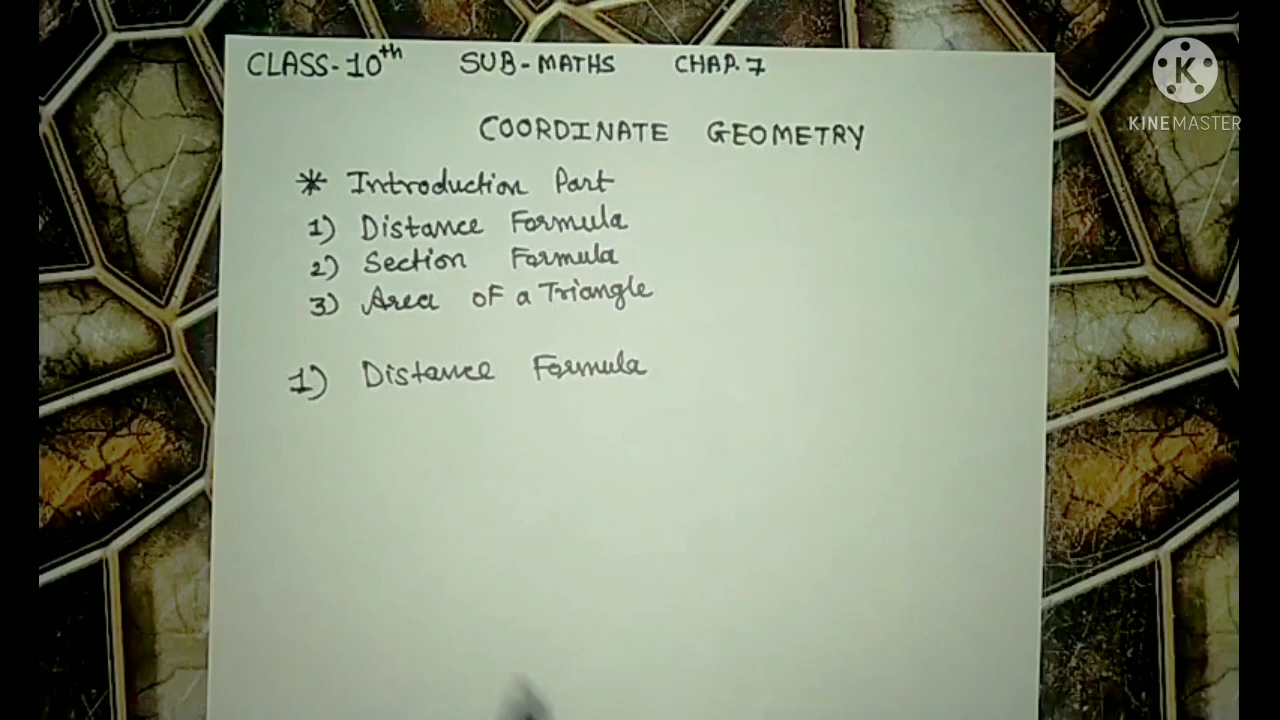 CLASS-10th SUB-MATHS CHAP.7
COORDINATE GEOMETRY
* Introduction Part
1) Distance Formula
2) Section Formula
3) Area of a Triangle
1) Distance Formula
K
KINEMASTER